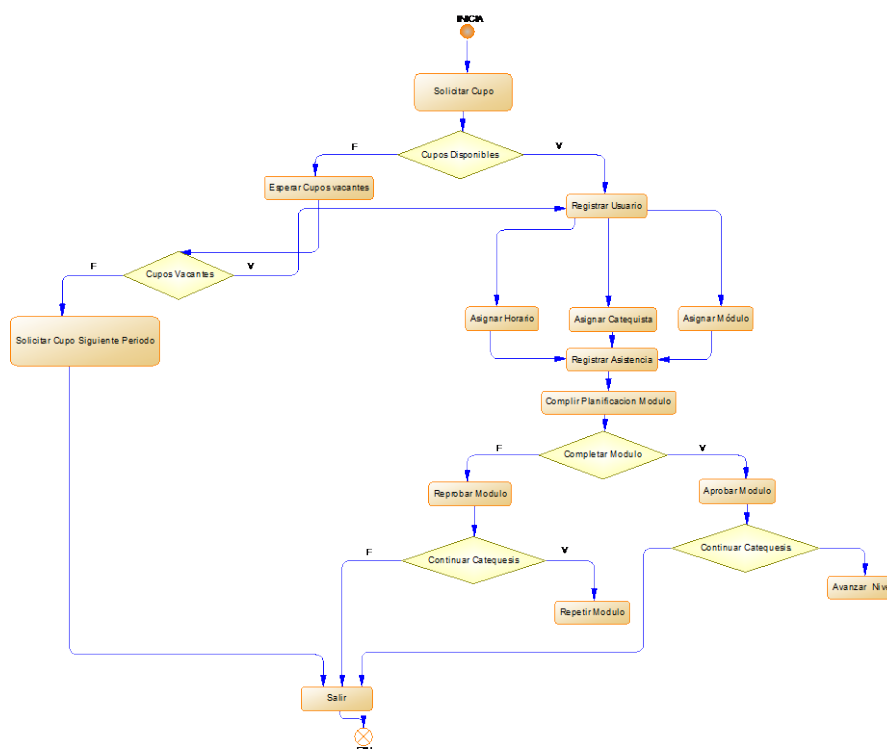 INICIA
Solicitar Cupo
F
V
Cupos Disponibles
Esperar Cupos vacantes
Registrar Usuario
F
Cupos Vacantes
V
Asignar Horario
Asignar Catequista
Asignar Módulo
Solicitar Cupo Siguiente Periodo
Registrar Asistencia
Complir Planificacion Modulo
F
V
Completar Modulo
Reprobar Modulo
Aprobar Modulo
F
Continuar Catequesis
V
Continuar Catequesis
Avanzar Nive
Repetir Modulo
Salir